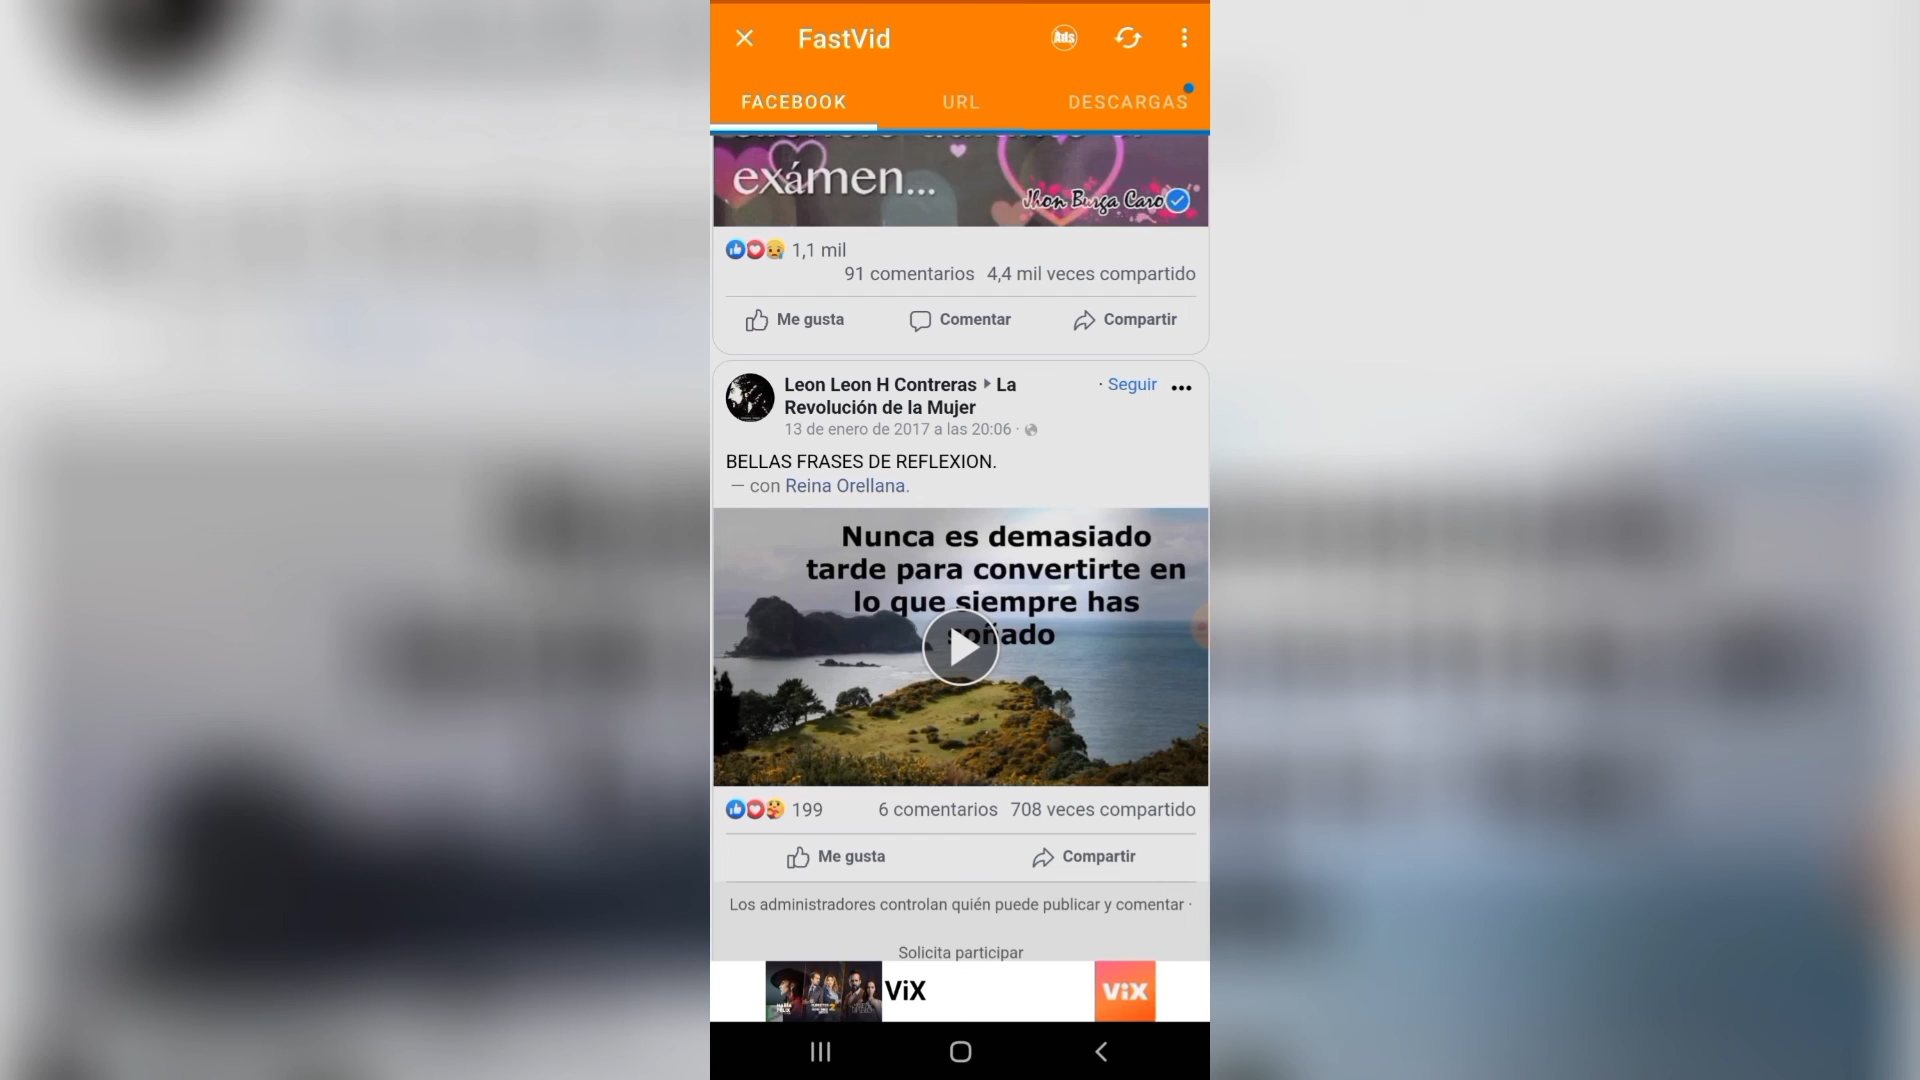 FastVid
Ads
FACEBOOK
URL
DESCARGAS
exámen...
Jhon Burga Caro
1,1 mil
91 comentarios 4,4 mil veces compartido
Me gusta
Comentar
Compartir
Leon Leon H Contreras ▸ La
Revolución de la Mujer
· Seguir
13 de enero de 2017 a las 20:06 ·
BELLAS FRASES DE REFLEXION.
— con Reina Orellana.
Nunca es demasiado
tarde para convertirte en
lo que siempre has
soñado
199
6 comentarios 708 veces compartido
Me gusta
Compartir
Los administradores controlan quién puede publicar y comentar ·
Solicita participar
ViX
ViX